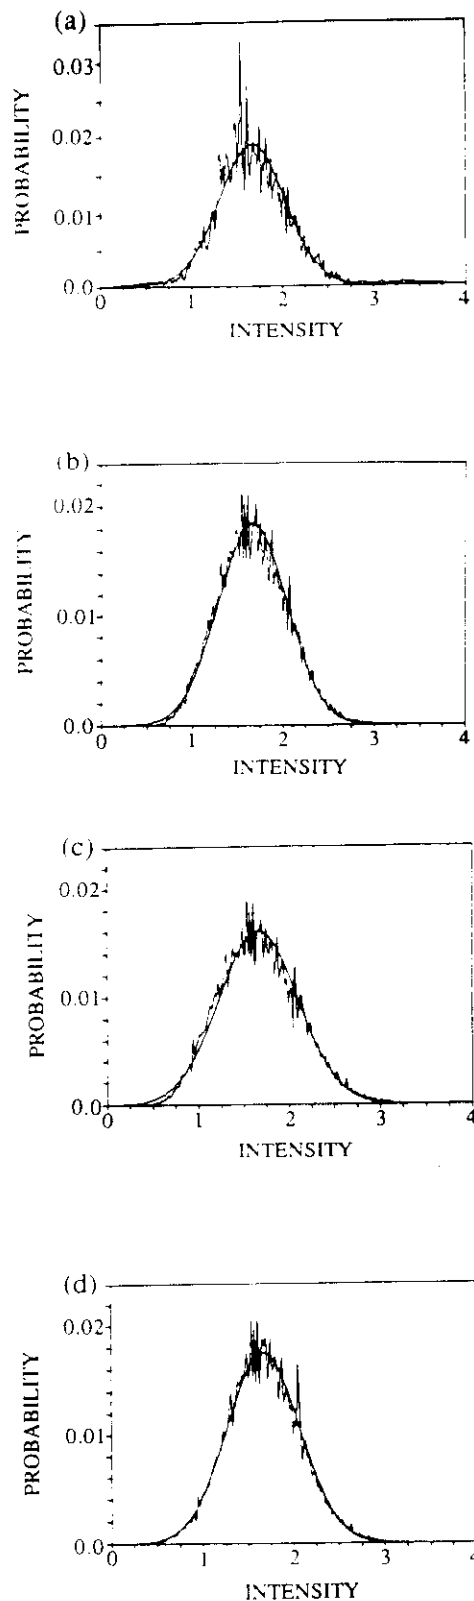 (a)
0.03
0.02
0.01
0.0
0 1 2 3 4
PROBABILITY
INTENSITY
(b)
0.02
0.01
0.0
0 1 2 3 4
PROBABILITY
INTENSITY
(c)
0.02
0.01
0.0
0 1 2 3 4
PROBABILITY
INTENSITY
(d)
0.02
0.01
0.0
0 1 2 3 4
PROBABILITY
INTENSITY